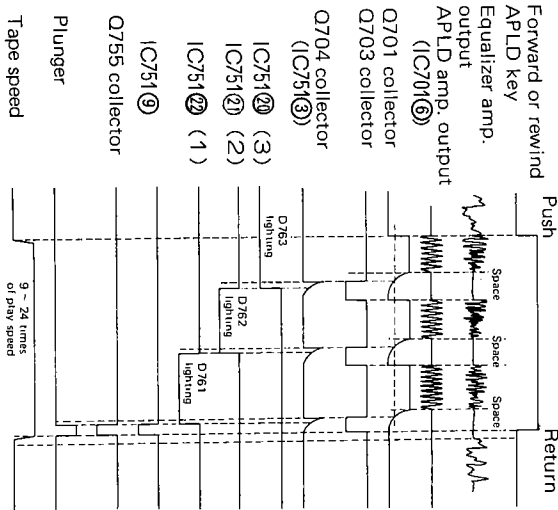 Forward or rewind
APLD key
Equalizer amp.
output
APLD amp. output
(IC701⑥)
Q701 collector
Q703 collector
Q704 collector
(IC751③)
IC751⑳ (3)
IC751㉑ (2)
IC751㉒ (1)
IC751⑨
Q755 collector
Plunger
Tape speed
Push
Return
Space
Space
Space
D763
lighting
D762
lighting
D761
lighting
9 ~ 24 times
of play speed